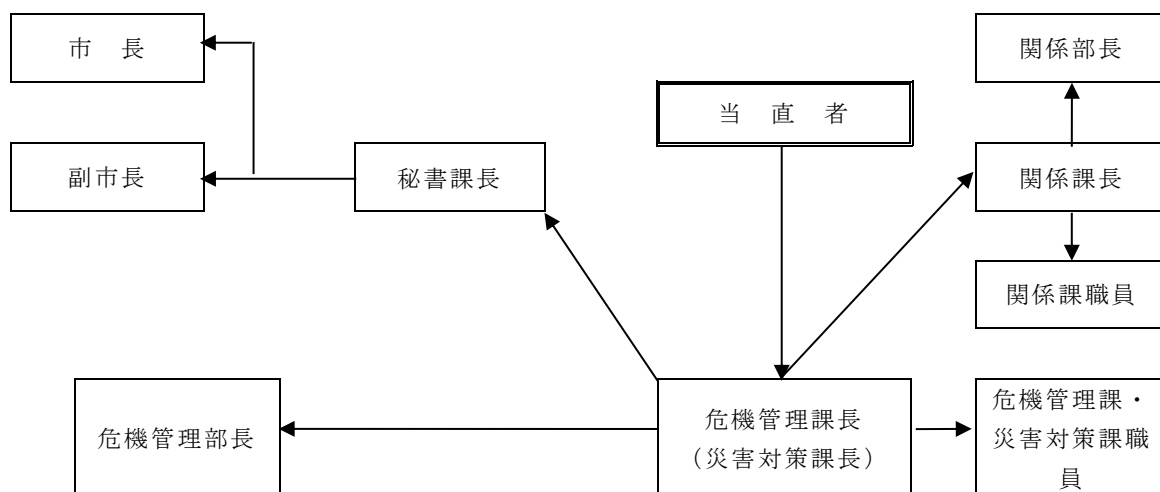 市　長
関係部長
当　直　者
副市長
秘書課長
関係課長
関係課職員
危機管理部長
危機管理課長
（災害対策課長）
危機管理課・
災害対策課職
員